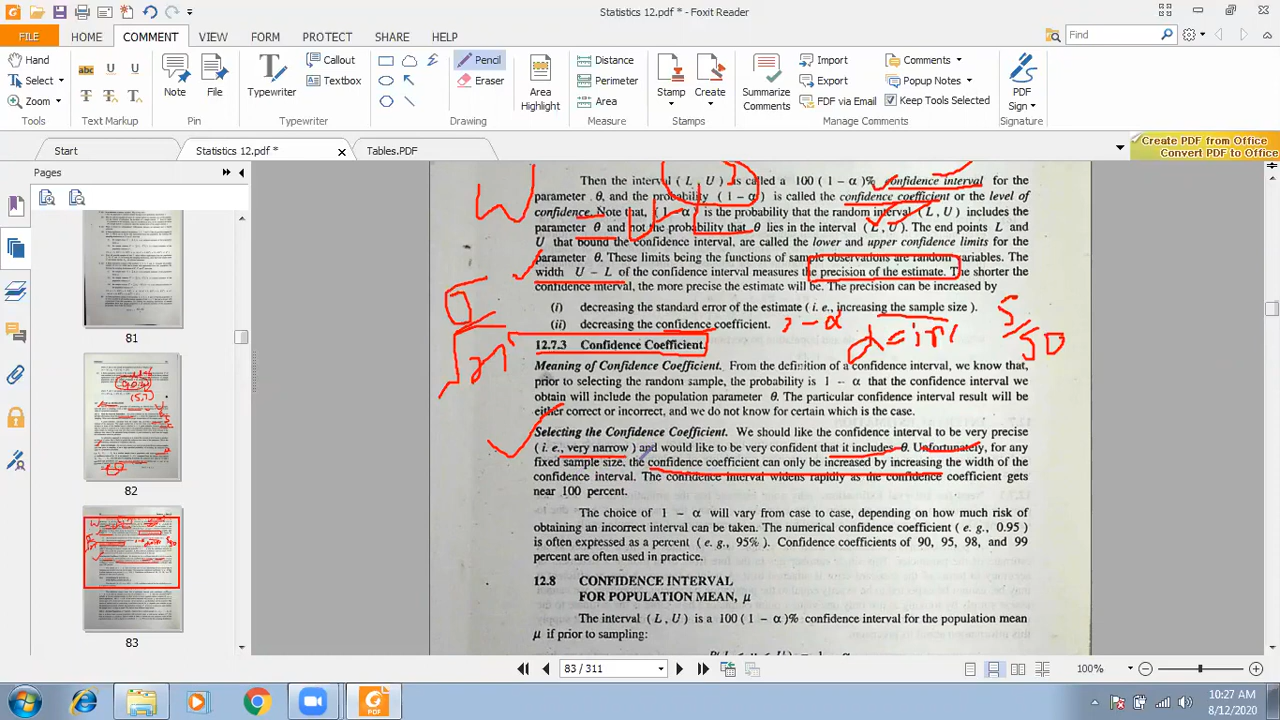 Statistics 12.pdf * - Foxit Reader
FILE HOME COMMENT VIEW FORM PROTECT SHARE HELP
Find
Hand
Select
Zoom
Tools
Text Markup
Note
File
Pin
Typewriter
Callout
Textbox
Typewriter
Pencil
Eraser
Drawing
Area Highlight
Distance
Perimeter
Area
Measure
Stamp
Create
Stamps
Summarize Comments
Import
Export
FDF via Email
Comments
Popup Notes
Keep Tools Selected
Manage Comments
PDF Sign
Signature
Start
Statistics 12.pdf *
Tables.PDF
Create PDF from Office
Convert PDF to Office
Pages
81
82
83
Then the interval ( L , U ) is called a 100 ( 1 − α )% confidence interval for the
parameter θ, and the probability ( 1 − α ) is called the confidence coefficient or the level of
confidence. Note that, 1 − α is the probability that the random interval ( L , U ) includes the
parameter θ and not the probability that θ lies in the interval ( L , U ). The end points L and
U that bound the confidence interval, are called the lower and upper confidence limits for the
parameter θ. These limits being the functions of sample observations are random variables. The
width U − L of the confidence interval measures the precision of the estimate. The shorter the
confidence interval, the more precise the estimate will be. The precision can be increased by
(i) decreasing the standard error of the estimate ( i. e., increasing the sample size ).
(ii) decreasing the confidence coefficient.
12.7.3 Confidence Coefficient.
Meaning of Confidence Coefficient. From the definition of a confidence interval, we know that
prior to selecting the random sample, the probability is 1 − α that the confidence interval we
obtain will include the population parameter θ. The particular confidence interval result will be
either correct or incorrect, and we do not know for certain which is the case.
Selection of Confidence Coefficient. We should like our confidence interval to be very precise
( i.e., very narrow ) and would like to be very confident that it includes θ. Unfortunately, for any
fixed sample size, the confidence coefficient can only be increased by increasing the width of the
confidence interval. The confidence interval widens rapidly as the confidence coefficient gets
near 100 percent.
The choice of 1 − α will vary from case to case, depending on how much risk of
obtaining an incorrect interval can be taken. The numerical confidence coefficient ( e. g., 0.95 )
is often expressed as a percent ( e. g., 95% ). Confidence coefficients of 90, 95, 98, and 99
percent are often used in practice.
CONFIDENCE INTERVAL
FOR POPULATION MEAN, μ
The interval ( L , U ) is a 100 ( 1 − α )% confidence interval for the population mean
μ if prior to sampling:
83 / 311
100%
10:27 AM
8/12/2020